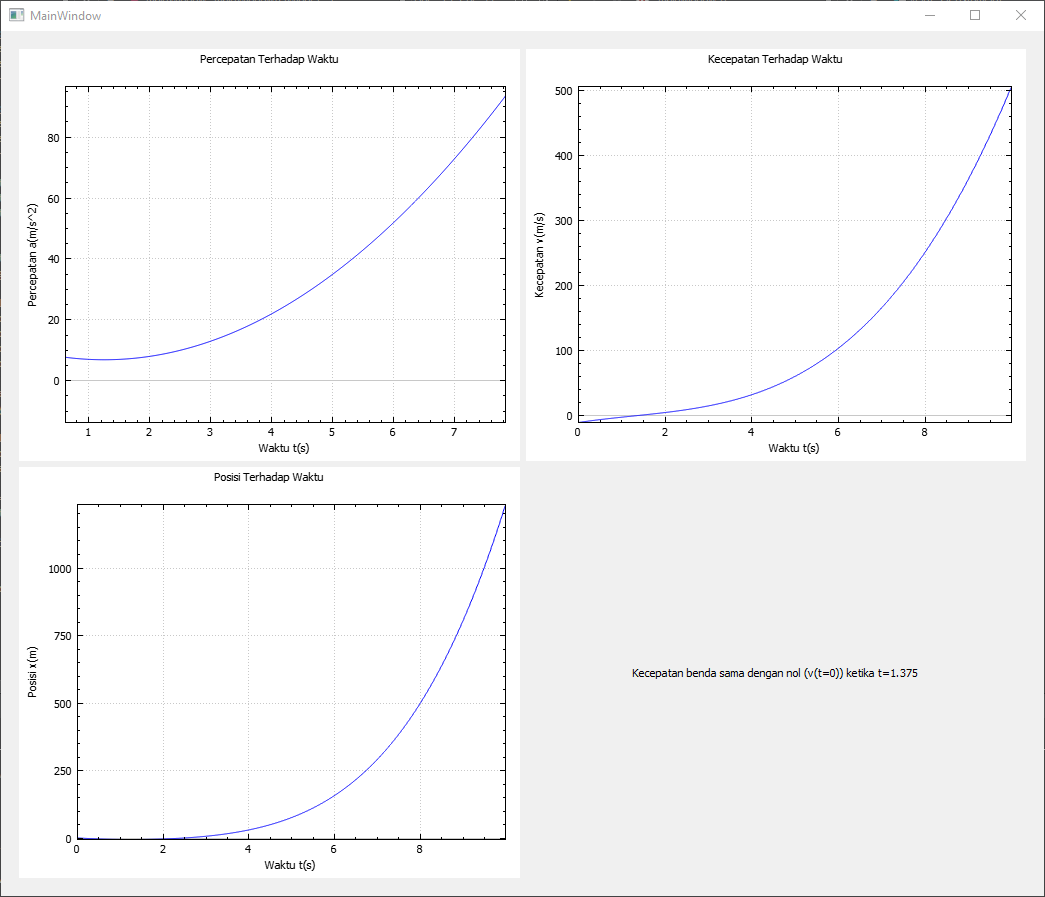 MainWindow
Percepatan Terhadap Waktu
80
60
40
20
0
Percepatan a(m/s^2)
1 2 3 4 5 6 7
Waktu t(s)
Kecepatan Terhadap Waktu
500
400
300
200
100
0
Kecepatan v(m/s)
0 2 4 6 8
Waktu t(s)
Posisi Terhadap Waktu
1000
750
500
250
0
Posisi x(m)
0 2 4 6 8
Waktu t(s)
Kecepatan benda sama dengan nol (v(t=0)) ketika t=1.375